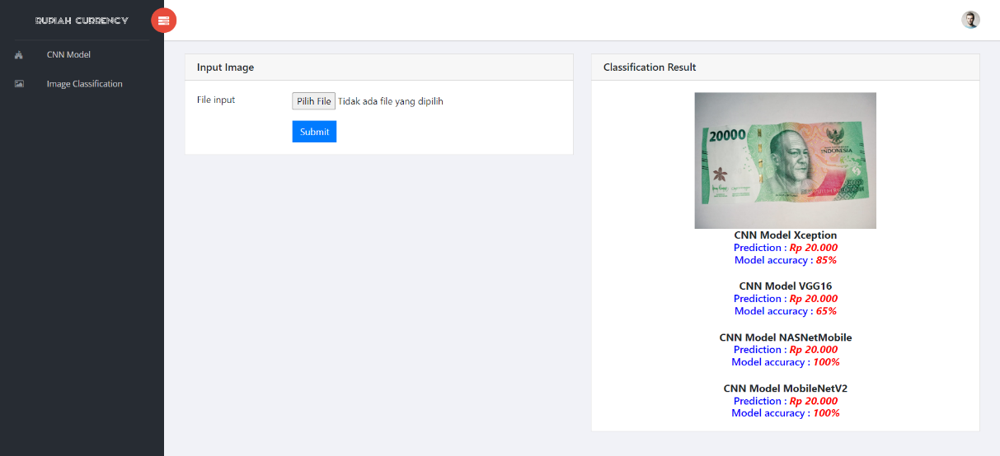 RUPIAH CURRENCY
CNN Model
Image Classification
Input Image
File input
Pilih File Tidak ada file yang dipilih
Submit
Classification Result
20000
INDONESIA
CNN Model Xception
Prediction : Rp 20.000
Model accuracy : 85%
CNN Model VGG16
Prediction : Rp 20.000
Model accuracy : 65%
CNN Model NASNetMobile
Prediction : Rp 20.000
Model accuracy : 100%
CNN Model MobileNetV2
Prediction : Rp 20.000
Model accuracy : 100%